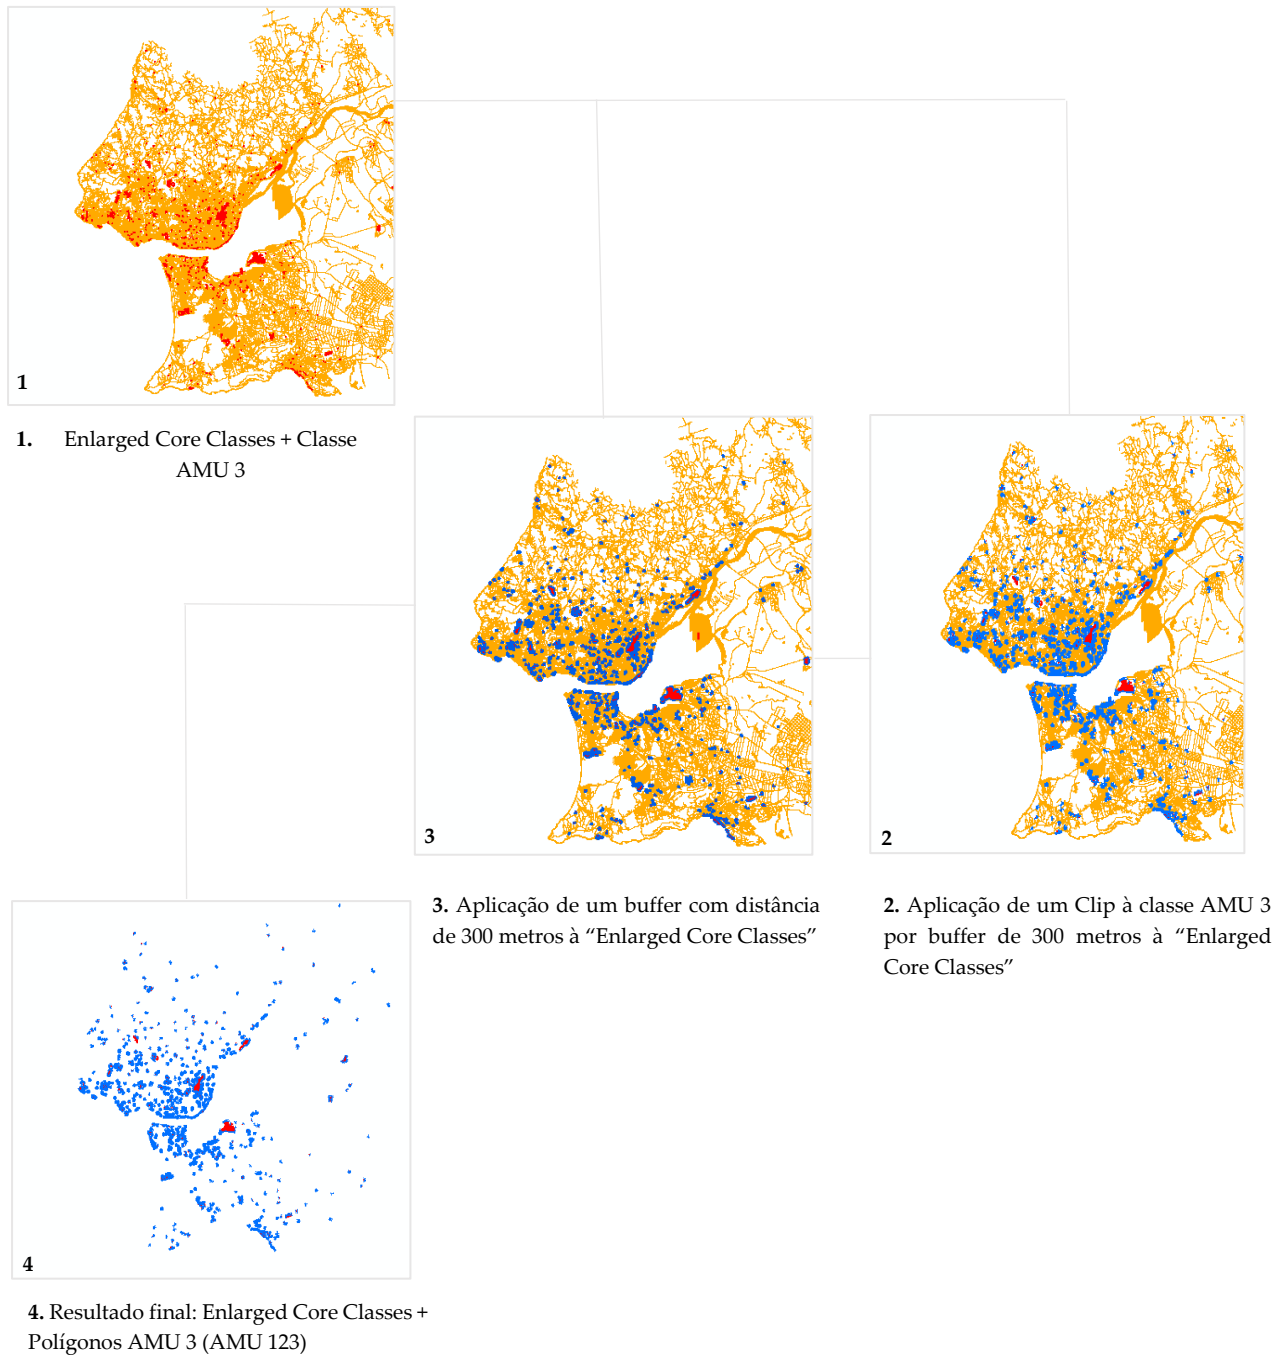 1
1. Enlarged Core Classes + Classe
AMU 3
3
2
3. Aplicação de um buffer com distância
de 300 metros à “Enlarged Core Classes”
2. Aplicação de um Clip à classe AMU 3
por buffer de 300 metros à “Enlarged
Core Classes”
4
4. Resultado final: Enlarged Core Classes +
Polígonos AMU 3 (AMU 123)